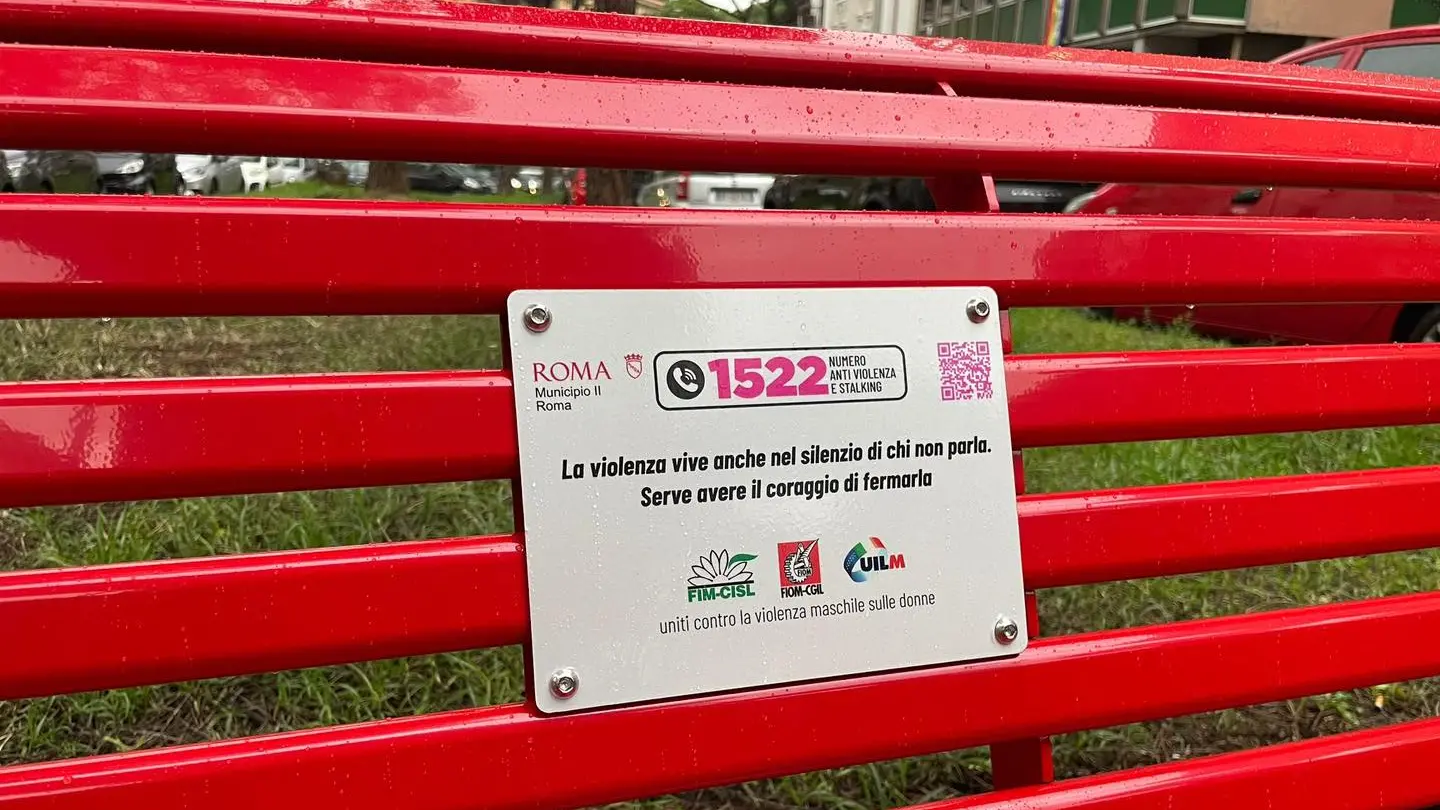 ROMA
Municipio II
Roma
1522
NUMERO
ANTI VIOLENZA
E STALKING
La violenza vive anche nel silenzio di chi non parla.
Serve avere il coraggio di fermarla
FIM-CISL
FIOM
FIOM-CGIL
UILM
uniti contro la violenza maschile sulle donne